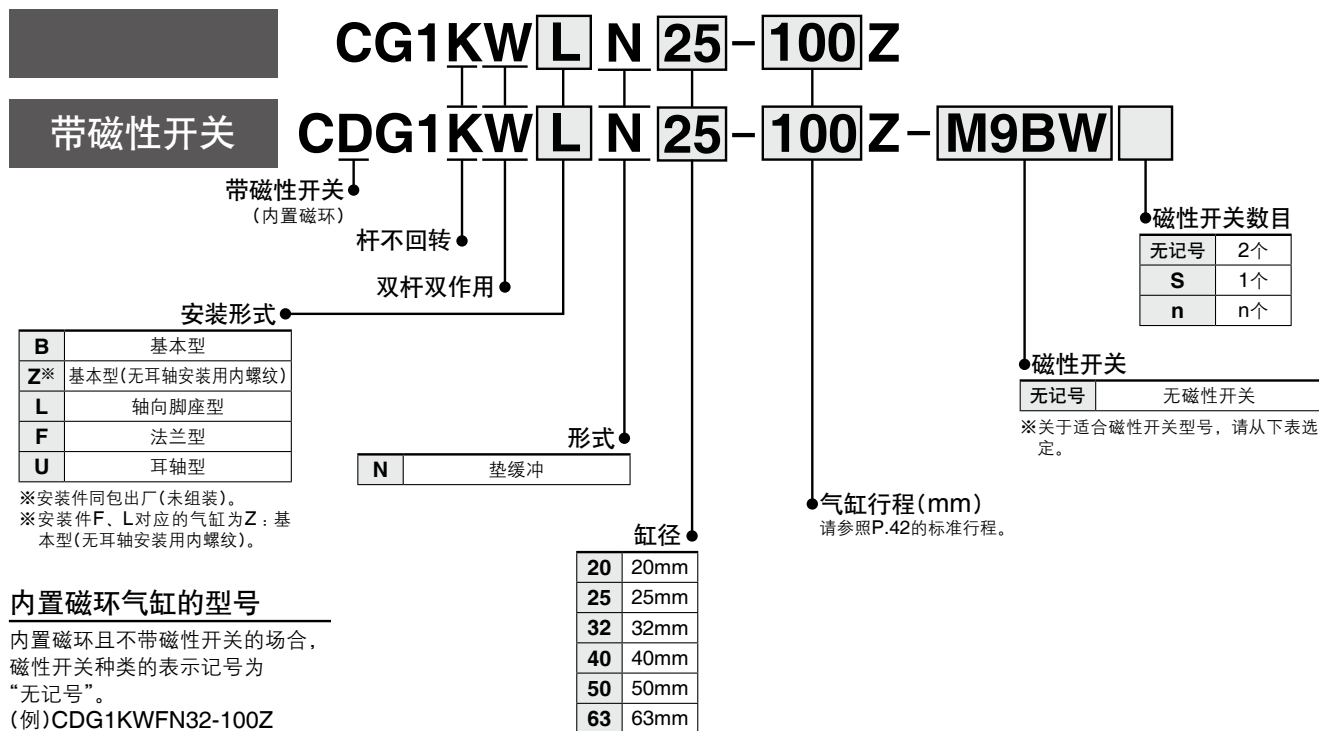 CG1KWLN25-100Z
带磁性开关 CDG1KWLN25-100Z-M9BW
带磁性开关
(内置磁环)
杆不回转
双杆双作用
安装形式
B 基本型
Z※ 基本型(无耳轴安装用内螺纹)
L 轴向脚座型
F 法兰型
U 耳轴型
※安装件同包出厂(未组装)。
※安装件F、L对应的气缸为Z：基
本型(无耳轴安装用内螺纹)。
内置磁环气缸的型号
内置磁环且不带磁性开关的场合，
磁性开关种类的表示记号为
“无记号”。
(例)CDG1KWFN32-100Z
形式
N 垫缓冲
缸径
20 20mm
25 25mm
32 32mm
40 40mm
50 50mm
63 63mm
气缸行程(mm)
请参照P.42的标准行程。
磁性开关
无记号 无磁性开关
※关于适合磁性开关型号，请从下表选
定。
磁性开关数目
无记号 2个
S 1个
n n个